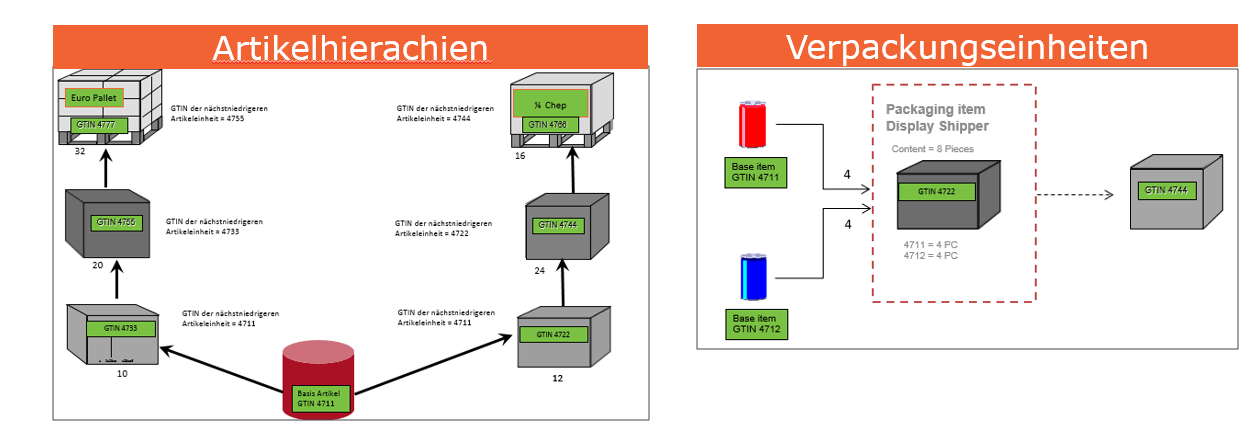 Artikelhierachien
Euro Pallet
GTIN 4777
32
GTIN der nächstniedrigeren
Artikeleinheit = 4755
GTIN der nächstniedrigeren
Artikeleinheit = 4744
¼ Chep
GTIN 4766
16
GTIN 4755
20
GTIN der nächstniedrigeren
Artikeleinheit = 4733
GTIN der nächstniedrigeren
Artikeleinheit = 4722
GTIN 4744
24
GTIN 4733
10
GTIN der nächstniedrigeren
Artikeleinheit = 4711
GTIN der nächstniedrigeren
Artikeleinheit = 4711
GTIN 4722
12
Basis Artikel
GTIN 4711
Verpackungseinheiten
Base item
GTIN 4711
4
Base item
GTIN 4712
4
Packaging item
Display Shipper
Content = 8 Pieces
GTIN 4722
4711 = 4 PC
4712 = 4 PC
GTIN 4744